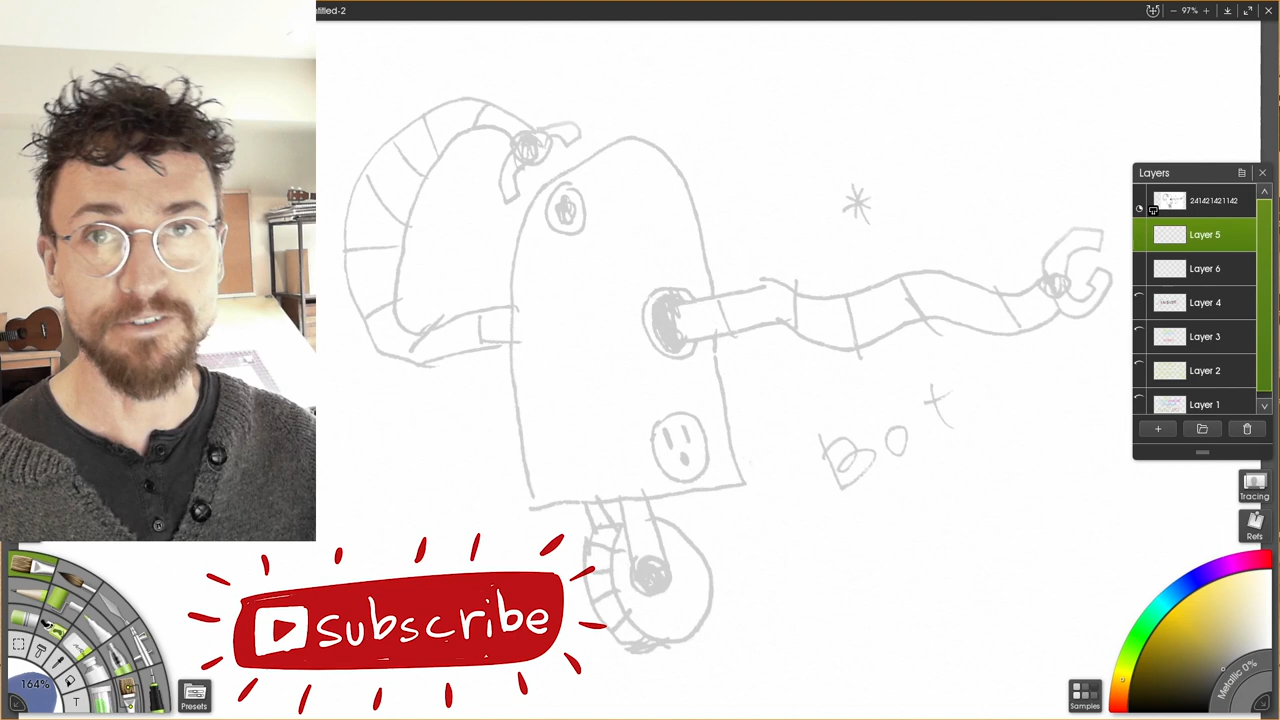 ntitled-2
97%
Layers
241421421142
Layer 5
Layer 6
Layer 4
Layer 3
Layer 2
Layer 1
Bot
Tracing
Refs
Subscribe
164%
T
Presets
Samples
Metallic 0%